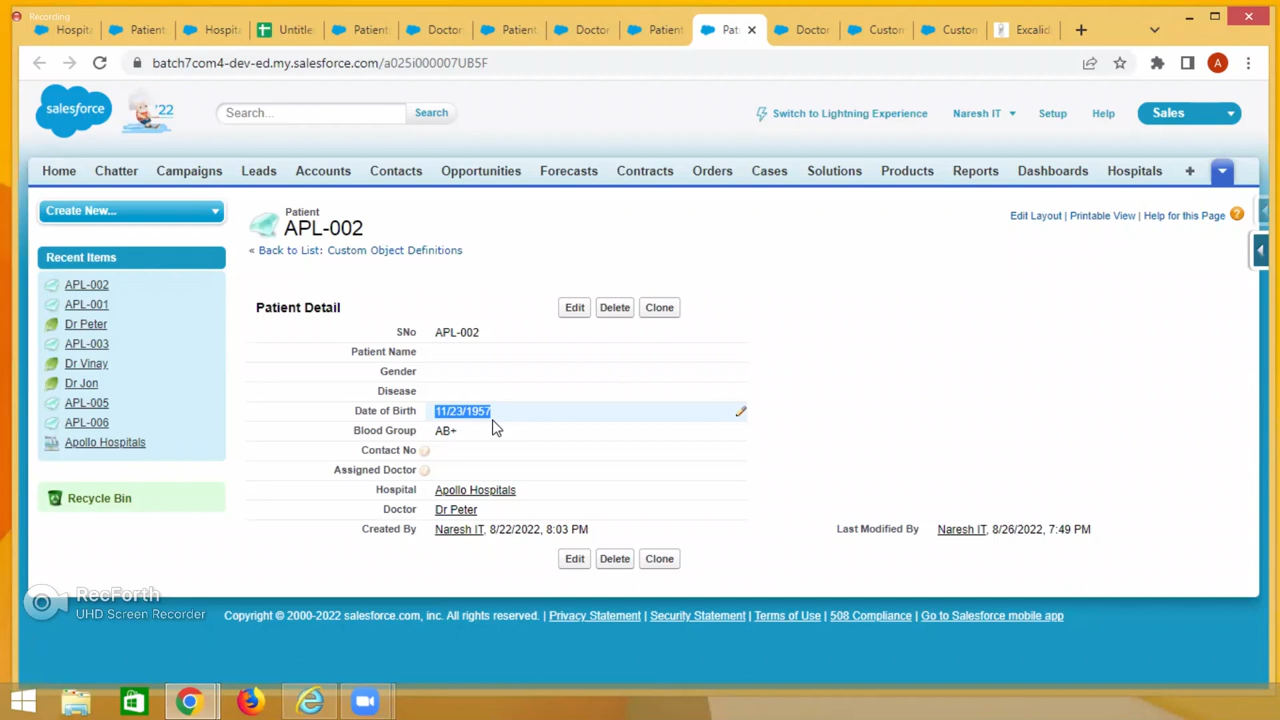 Recording
Hospita
Patient
Hospita
Untitle
Patient
Doctor
Patient
Doctor
Patient
Pat
Doctor
Custon
Custon
Excalid
batch7com4-dev-ed.my.salesforce.com/a025i000007UB5F
A
salesforce
'22
Search...
Search
Switch to Lightning Experience
Naresh IT
Setup
Help
Sales
Home
Chatter
Campaigns
Leads
Accounts
Contacts
Opportunities
Forecasts
Contracts
Orders
Cases
Solutions
Products
Reports
Dashboards
Hospitals
+
Create New...
Recent Items
APL-002
APL-001
Dr Peter
APL-003
Dr Vinay
Dr Jon
APL-005
APL-006
Apollo Hospitals
Recycle Bin
Patient
APL-002
« Back to List: Custom Object Definitions
Edit Layout | Printable View | Help for this Page ?
Patient Detail
Edit Delete Clone
SNo APL-002
Patient Name
Gender
Disease
Date of Birth 11/23/1957
Blood Group AB+
Contact No
Assigned Doctor
Hospital Apollo Hospitals
Doctor Dr Peter
Created By Naresh IT, 8/22/2022, 8:03 PM
Last Modified By Naresh IT, 8/26/2022, 7:49 PM
Edit Delete Clone
RecForth
UHD Screen Recorder
Copyright © 2000-2022 salesforce.com, inc. All rights reserved. | Privacy Statement | Security Statement | Terms of Use | 508 Compliance | Go to Salesforce mobile app